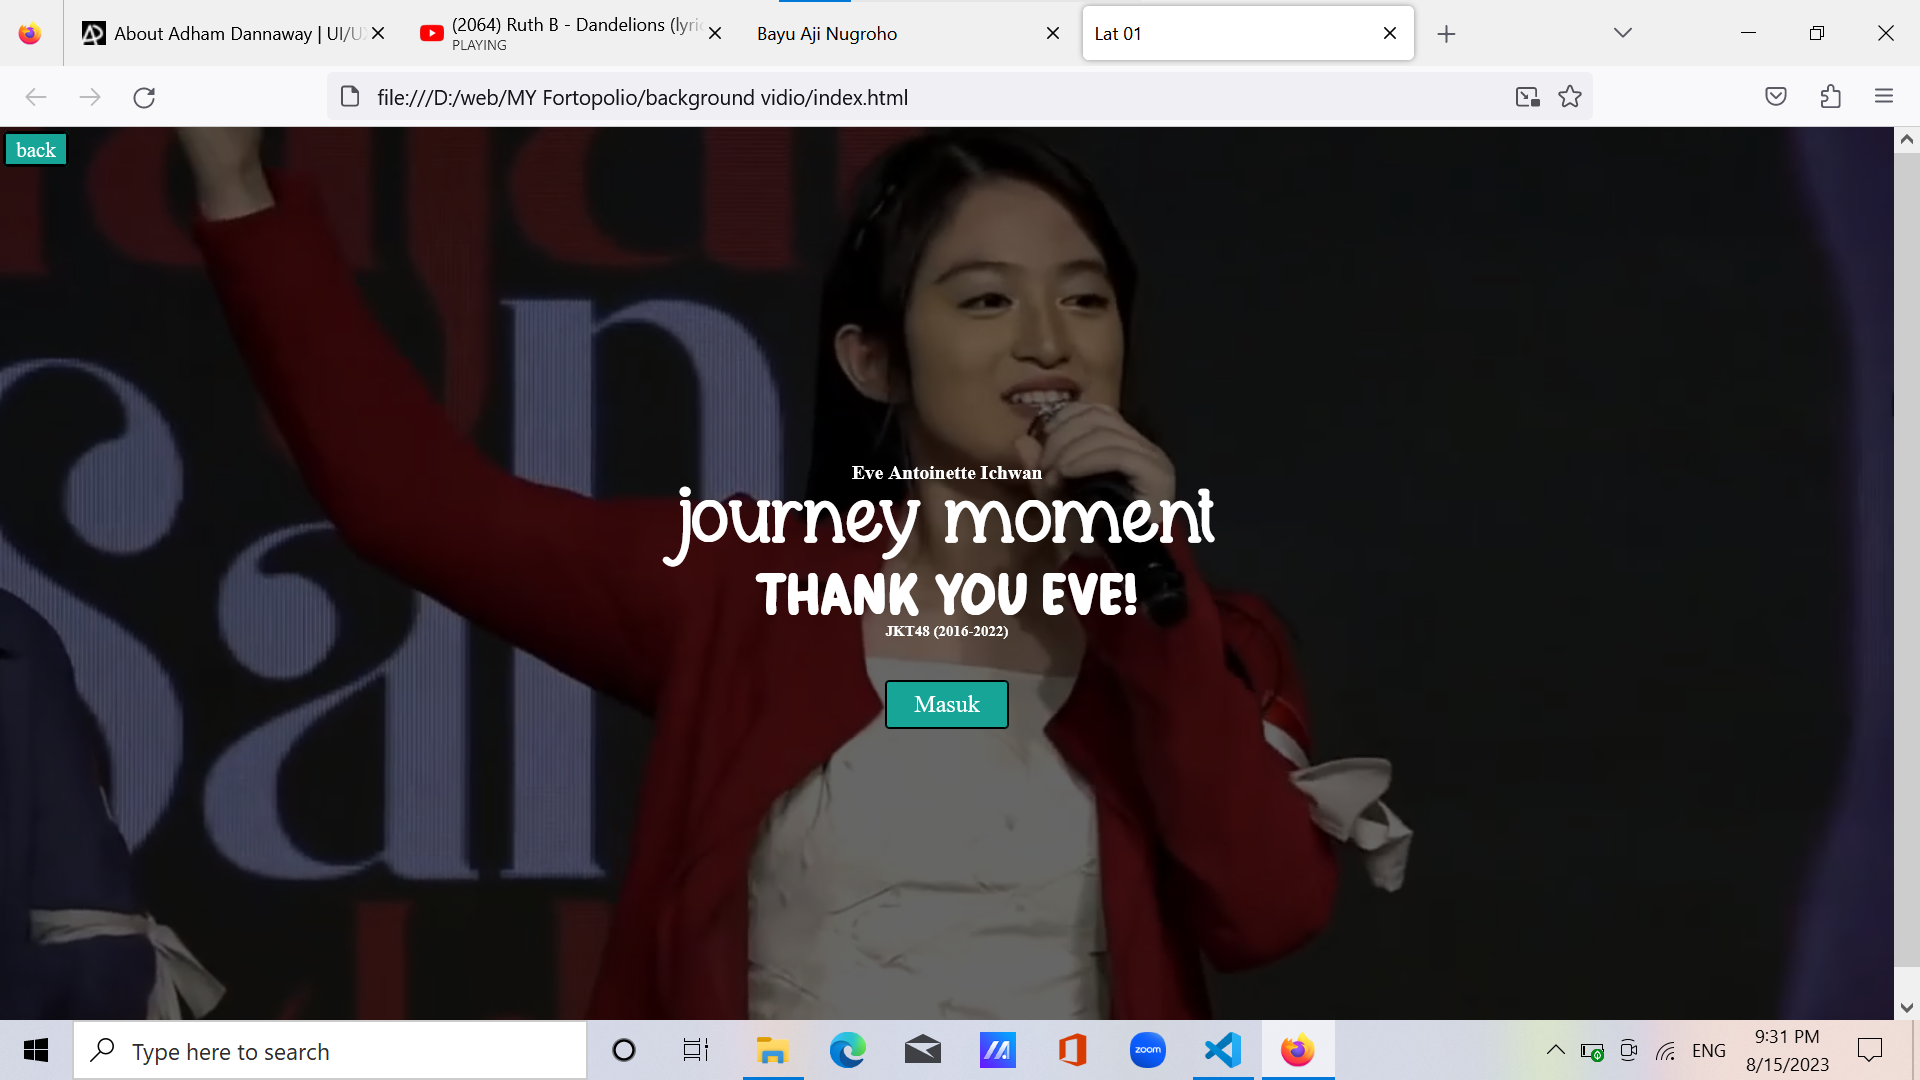 About Adham Dannaway | UI/U
(2064) Ruth B - Dandelions (lyri
PLAYING
Bayu Aji Nugroho
Lat 01
file:///D:/web/MY Fortopolio/background vidio/index.html
back
San
Eve Antoinette Ichwan
journey moment
THANK YOU EVE!
JKT48 (2016-2022)
Masuk
Type here to search
zoom
ENG
9:31 PM
8/15/2023